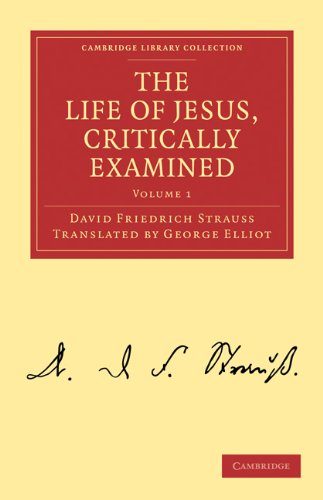 CAMBRIDGE LIBRARY COLLECTION
THE
LIFE OF JESUS,
CRITICALLY
EXAMINED
Volume 1
David Friedrich Strauss
Translated by George Elliot
D. D F. Strauß.
CAMBRIDGE